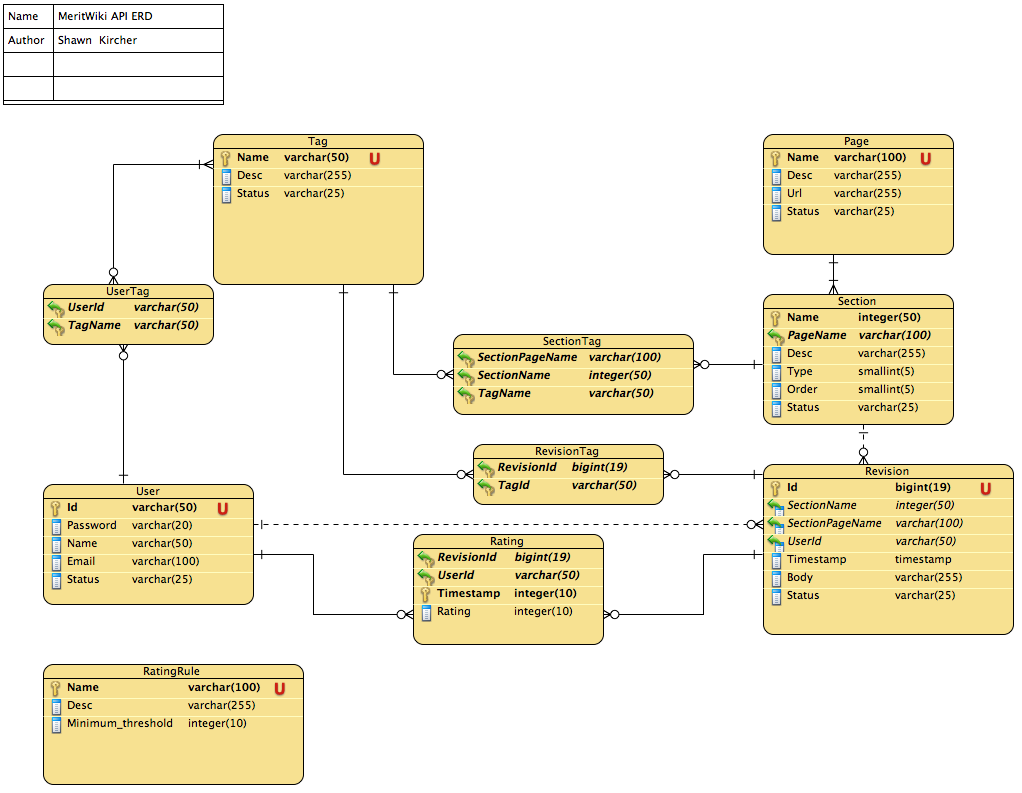 Name MeritWiki API ERD
Author Shawn Kircher
Tag
Name varchar(50) U
Desc varchar(255)
Status varchar(25)
Page
Name varchar(100) U
Desc varchar(255)
Url varchar(255)
Status varchar(25)
UserTag
UserId varchar(50)
TagName varchar(50)
Section
Name integer(50)
PageName varchar(100)
Desc varchar(255)
Type smallint(5)
Order smallint(5)
Status varchar(25)
SectionTag
SectionPageName varchar(100)
SectionName integer(50)
TagName varchar(50)
RevisionTag
RevisionId bigint(19)
TagId varchar(50)
Revision
Id bigint(19) U
SectionName integer(50)
SectionPageName varchar(100)
UserId varchar(50)
Timestamp timestamp
Body varchar(255)
Status varchar(25)
User
Id varchar(50) U
Password varchar(20)
Name varchar(50)
Email varchar(100)
Status varchar(25)
Rating
RevisionId bigint(19)
UserId varchar(50)
Timestamp integer(10)
Rating integer(10)
RatingRule
Name varchar(100) U
Desc varchar(255)
Minimum_threshold integer(10)